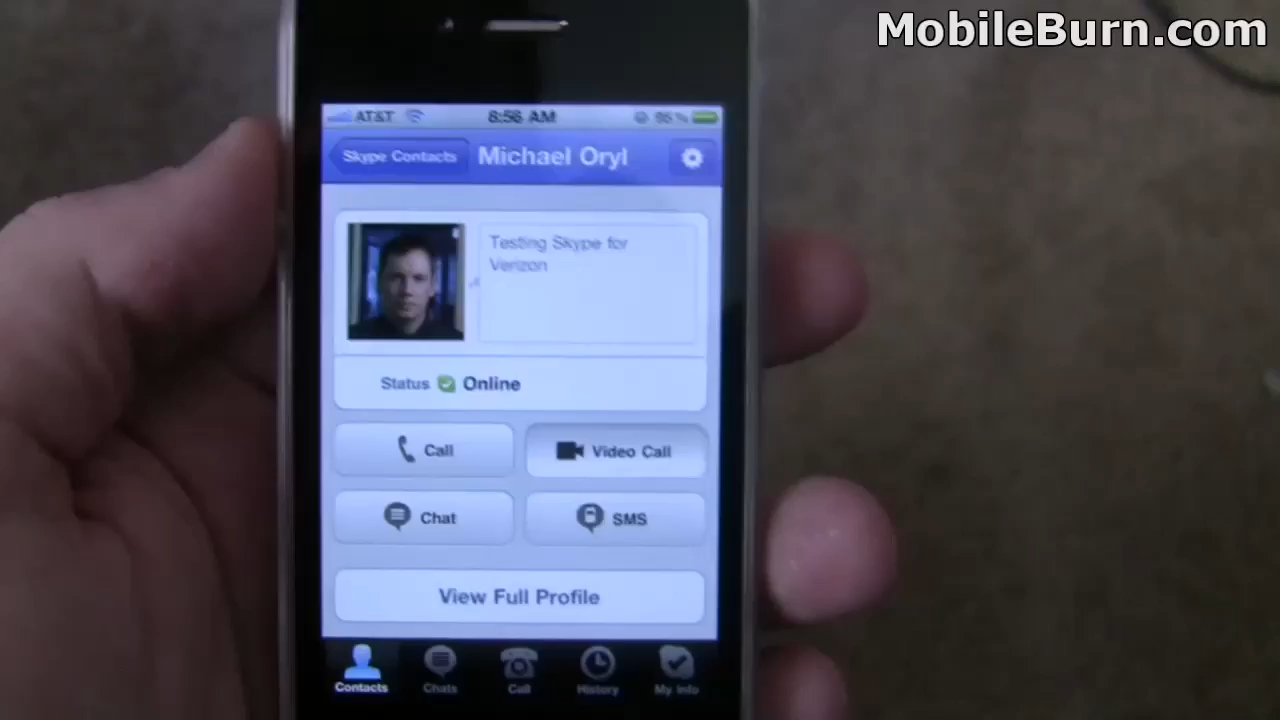 MobileBurn.com
AT&T 8:56 AM 86%
Skype Contacts Michael Oryl
Testing Skype for
Verizon
Status Online
Call Video Call
Chat SMS
View Full Profile
Contacts Chats Call History My Info